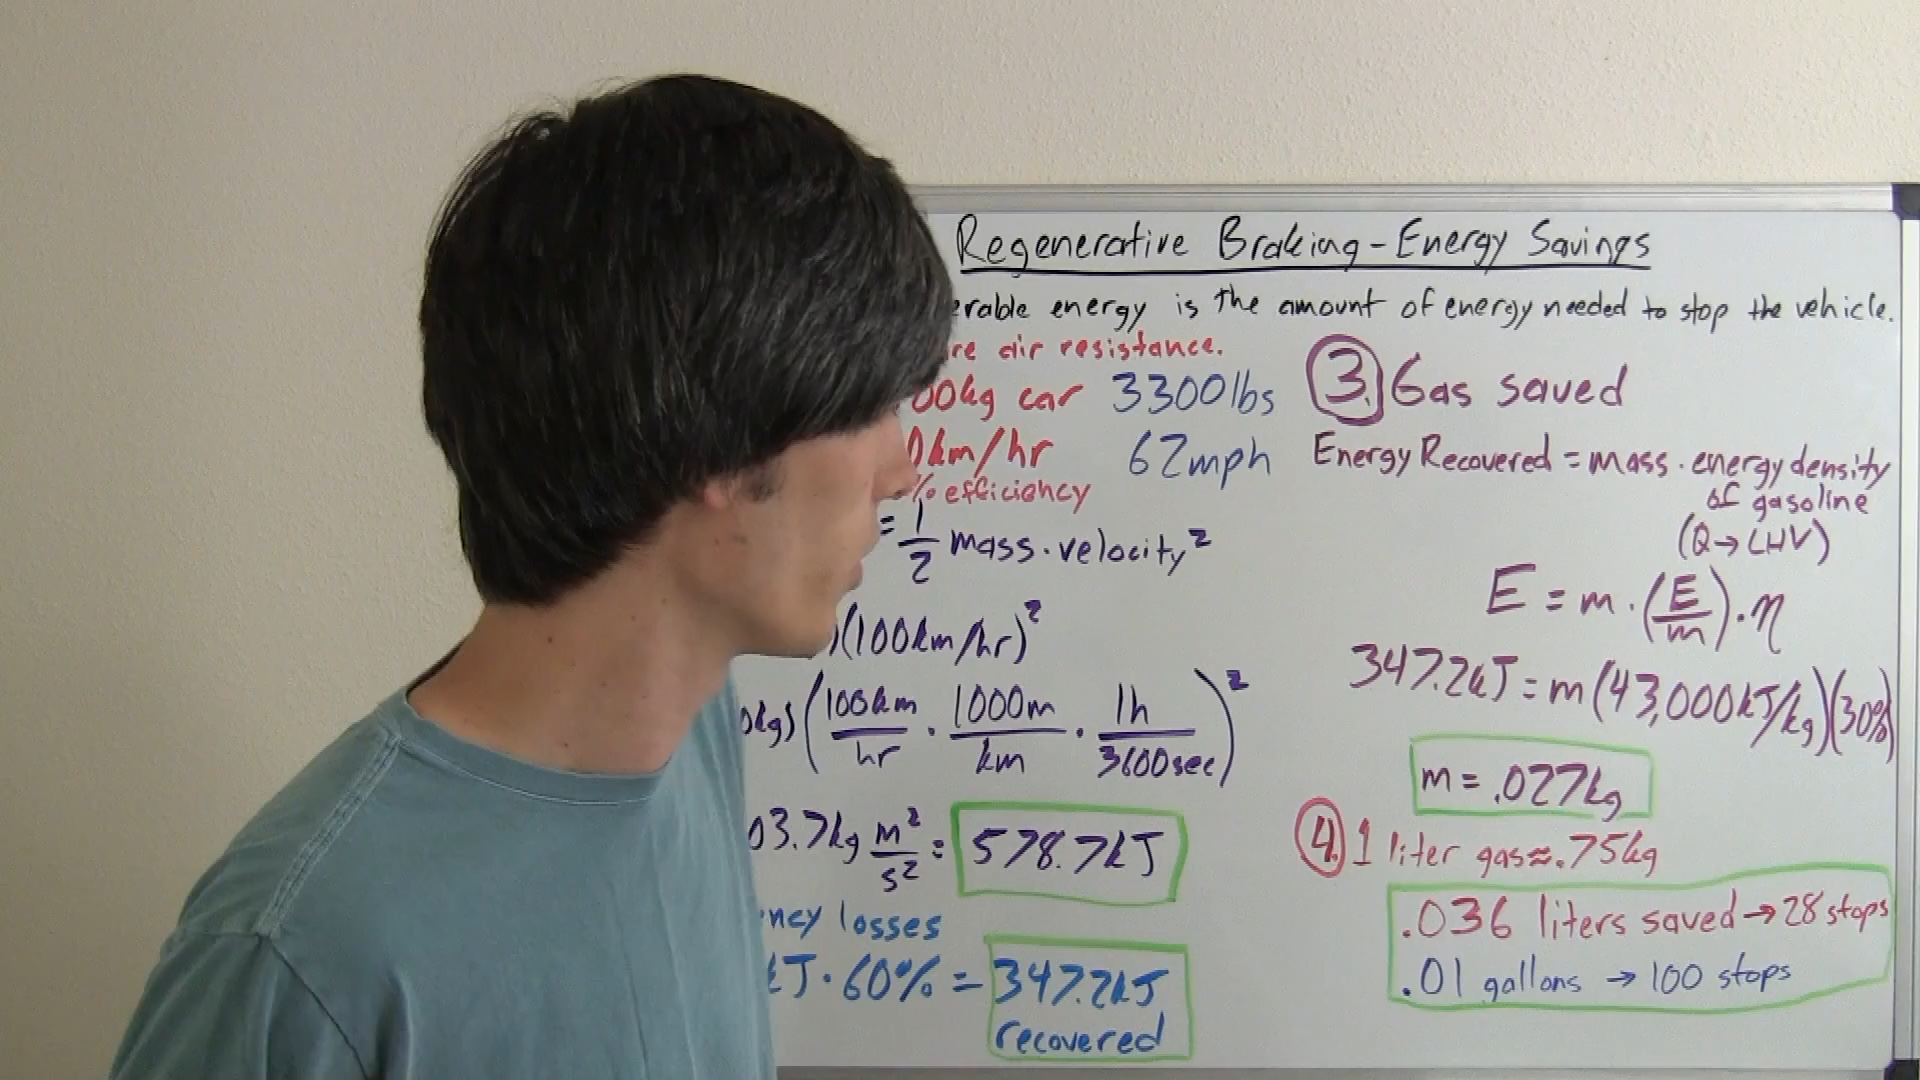 Regenerative Braking - Energy Savings
erable energy is the amount of energy needed to stop the vehicle.
re air resistance.
00kg car 3300lbs
0km/hr 62mph
% efficiency
= 1/2 mass · velocity²
)(100km/hr)²
0kg)(100km/hr · 1000m/km · 1h/3600sec)²
03.7kg m²/s² = 578.7kJ
ncy losses
kJ · 60% = 347.2kJ
recovered
3. Gas saved
Energy Recovered = mass · energy density
of gasoline
(Q→LHV)
E = m · (E/m) · η
347.2kJ = m(43,000kJ/kg)(30%)
m = .027kg
4. 1 liter gas ≈ .75kg
.036 liters saved → 28 stops
.01 gallons → 100 stops